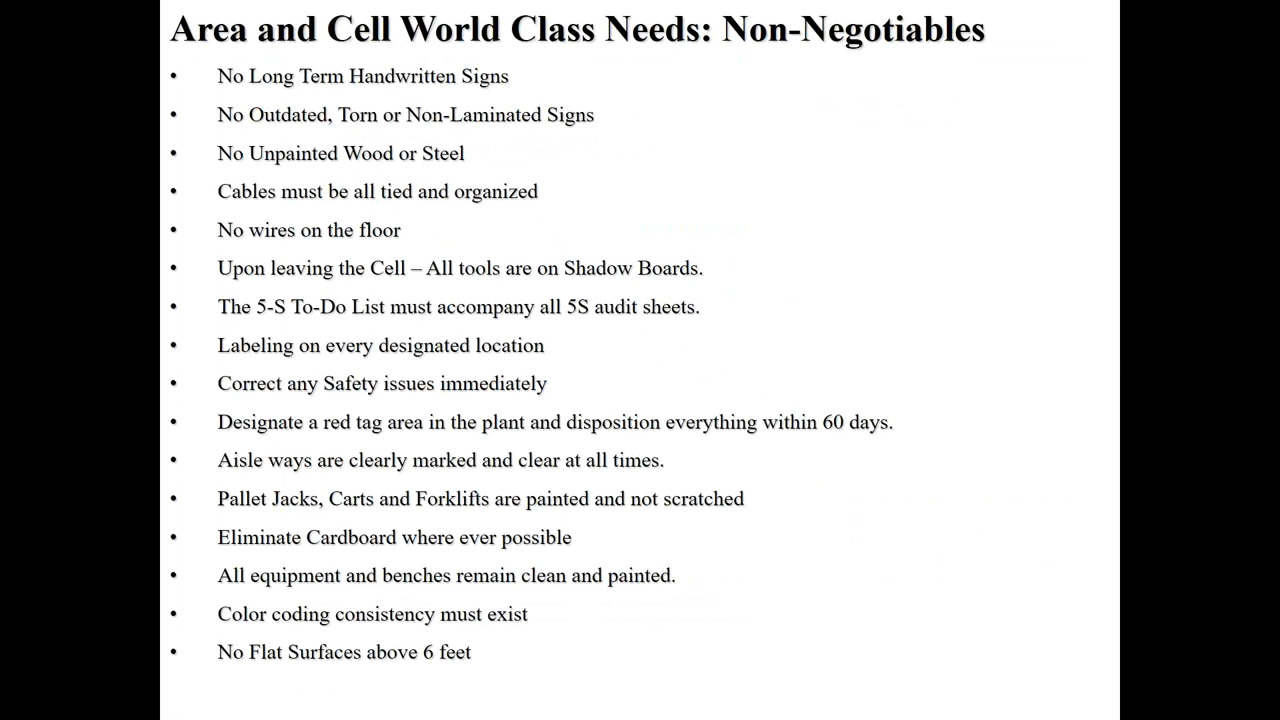 Area and Cell World Class Needs: Non-Negotiables
• No Long Term Handwritten Signs
• No Outdated, Torn or Non-Laminated Signs
• No Unpainted Wood or Steel
• Cables must be all tied and organized
• No wires on the floor
• Upon leaving the Cell – All tools are on Shadow Boards.
• The 5-S To-Do List must accompany all 5S audit sheets.
• Labeling on every designated location
• Correct any Safety issues immediately
• Designate a red tag area in the plant and disposition everything within 60 days.
• Aisle ways are clearly marked and clear at all times.
• Pallet Jacks, Carts and Forklifts are painted and not scratched
• Eliminate Cardboard where ever possible
• All equipment and benches remain clean and painted.
• Color coding consistency must exist
• No Flat Surfaces above 6 feet